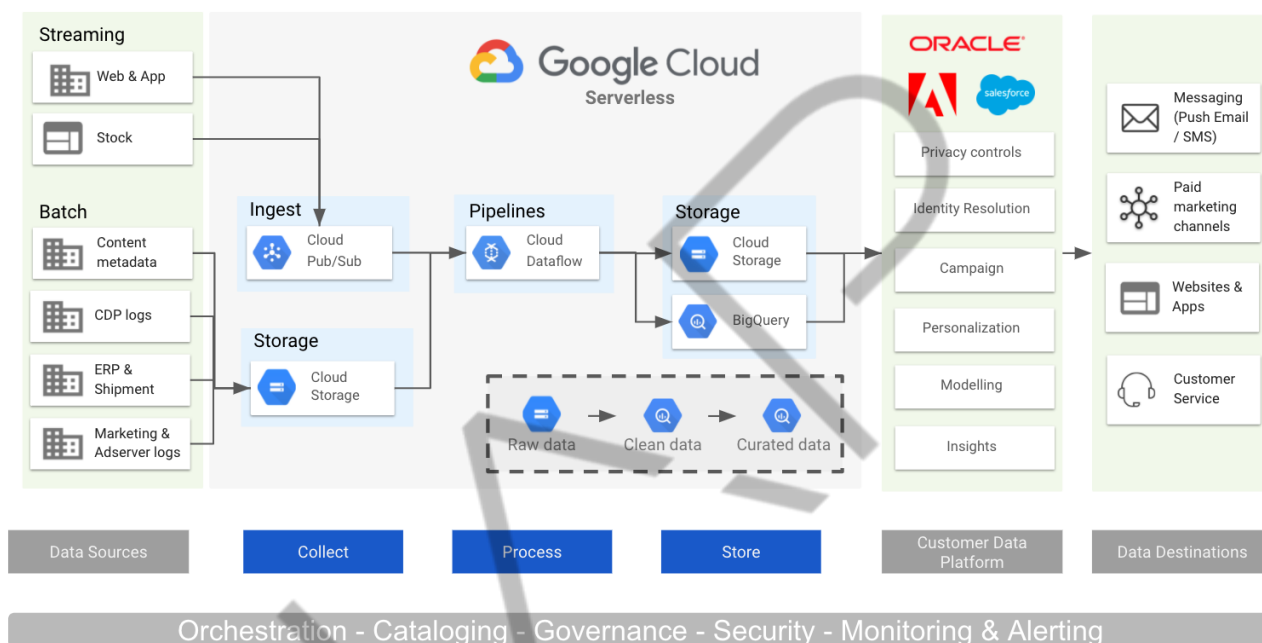 Streaming
Web & App
Stock
Batch
Content
metadata
CDP logs
ERP &
Shipment
Marketing &
Adserver logs
Google Cloud
Serverless
Ingest
Cloud
Pub/Sub
Storage
Cloud
Storage
Pipelines
Cloud
Dataflow
Storage
Cloud
Storage
BigQuery
Raw data
Clean data
Curated data
ORACLE
salesforce
Privacy controls
Identity Resolution
Campaign
Personalization
Modelling
Insights
Messaging
(Push Email
/ SMS)
Paid
marketing
channels
Websites &
Apps
Customer
Service
Data Sources
Collect
Process
Store
Customer Data
Platform
Data Destinations
Orchestration - Cataloging - Governance - Security - Monitoring & Alerting